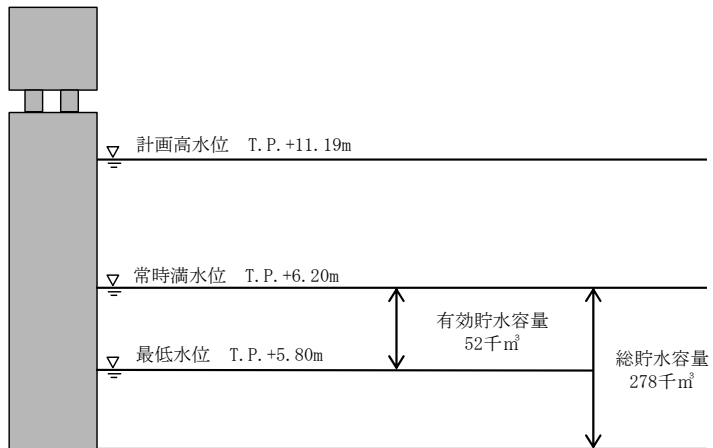 計画高水位　T.P.+11.19m
常時満水位　T.P.+6.20m
有効貯水容量
52千㎥
最低水位　T.P.+5.80m
総貯水容量
278千㎥